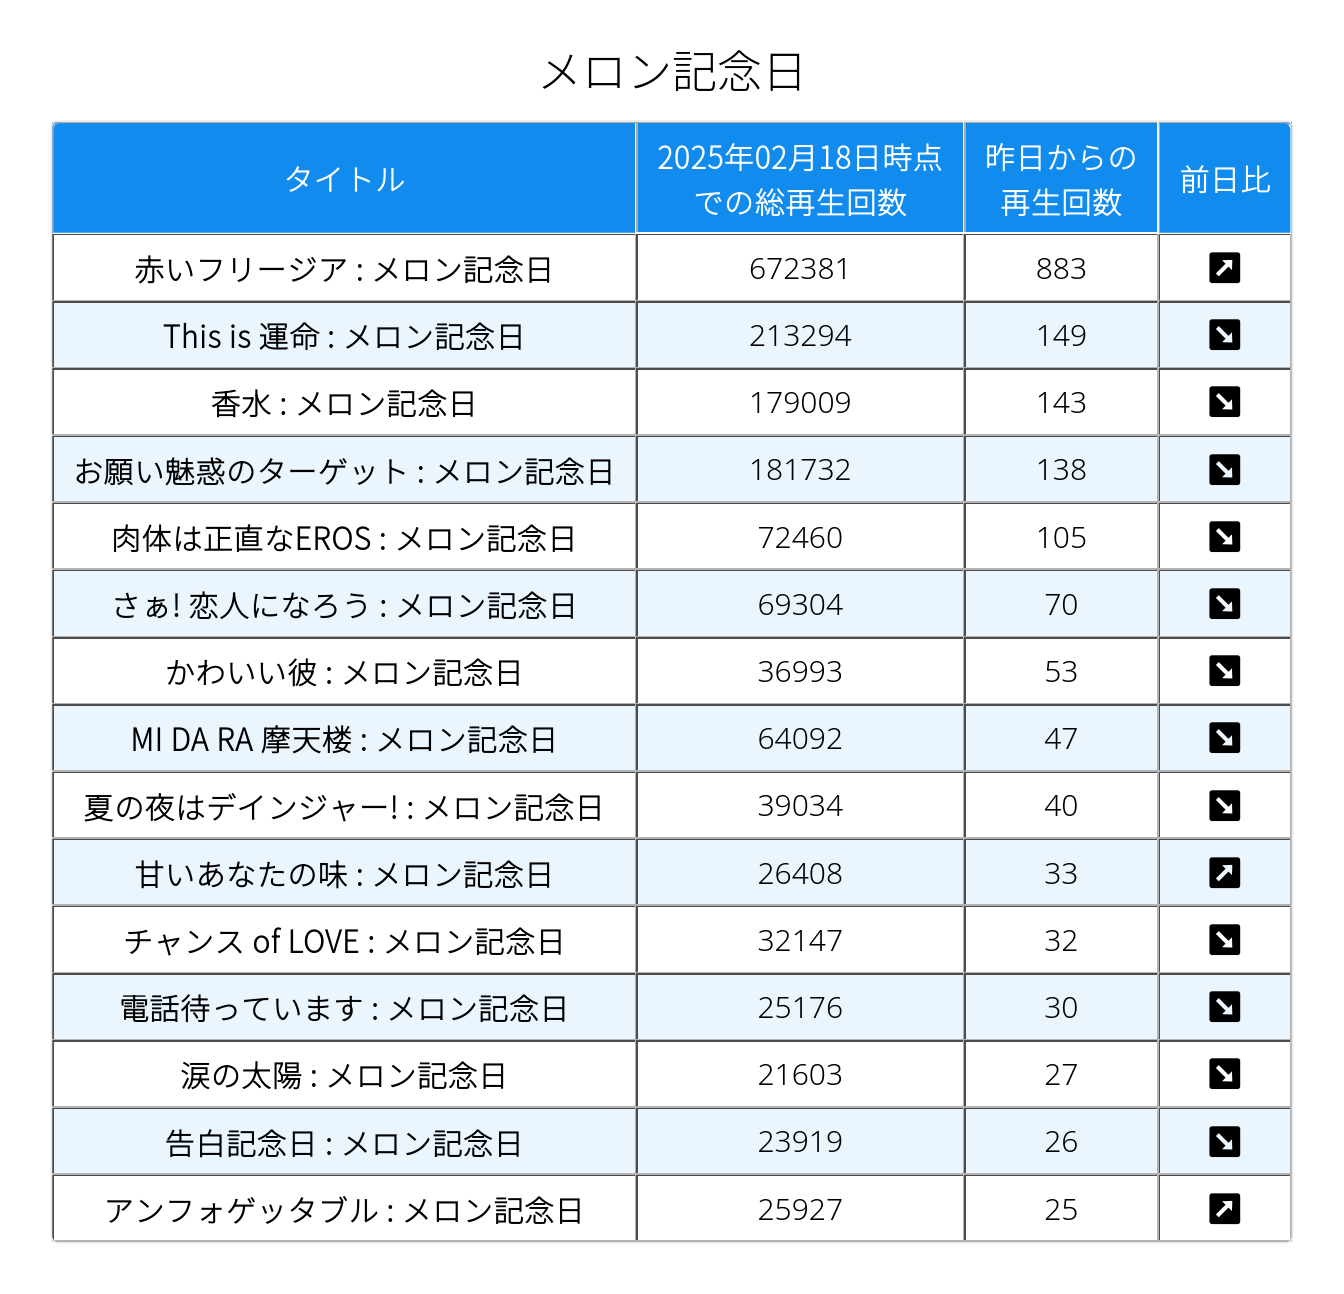 メロン記念日
タイトル 2025年02月18日時点での総再生回数 昨日からの再生回数 前日比
赤いフリージア : メロン記念日 672381 883 ↗
This is 運命 : メロン記念日 213294 149 ↘
香水 : メロン記念日 179009 143 ↘
お願い魅惑のターゲット : メロン記念日 181732 138 ↘
肉体は正直なEROS : メロン記念日 72460 105 ↘
さぁ! 恋人になろう : メロン記念日 69304 70 ↘
かわいい彼 : メロン記念日 36993 53 ↘
MI DA RA 摩天楼 : メロン記念日 64092 47 ↘
夏の夜はデインジャー! : メロン記念日 39034 40 ↘
甘いあなたの味 : メロン記念日 26408 33 ↗
チャンス of LOVE : メロン記念日 32147 32 ↘
電話待っています : メロン記念日 25176 30 ↘
涙の太陽 : メロン記念日 21603 27 ↘
告白記念日 : メロン記念日 23919 26 ↘
アンフォゲッタブル : メロン記念日 25927 25 ↗